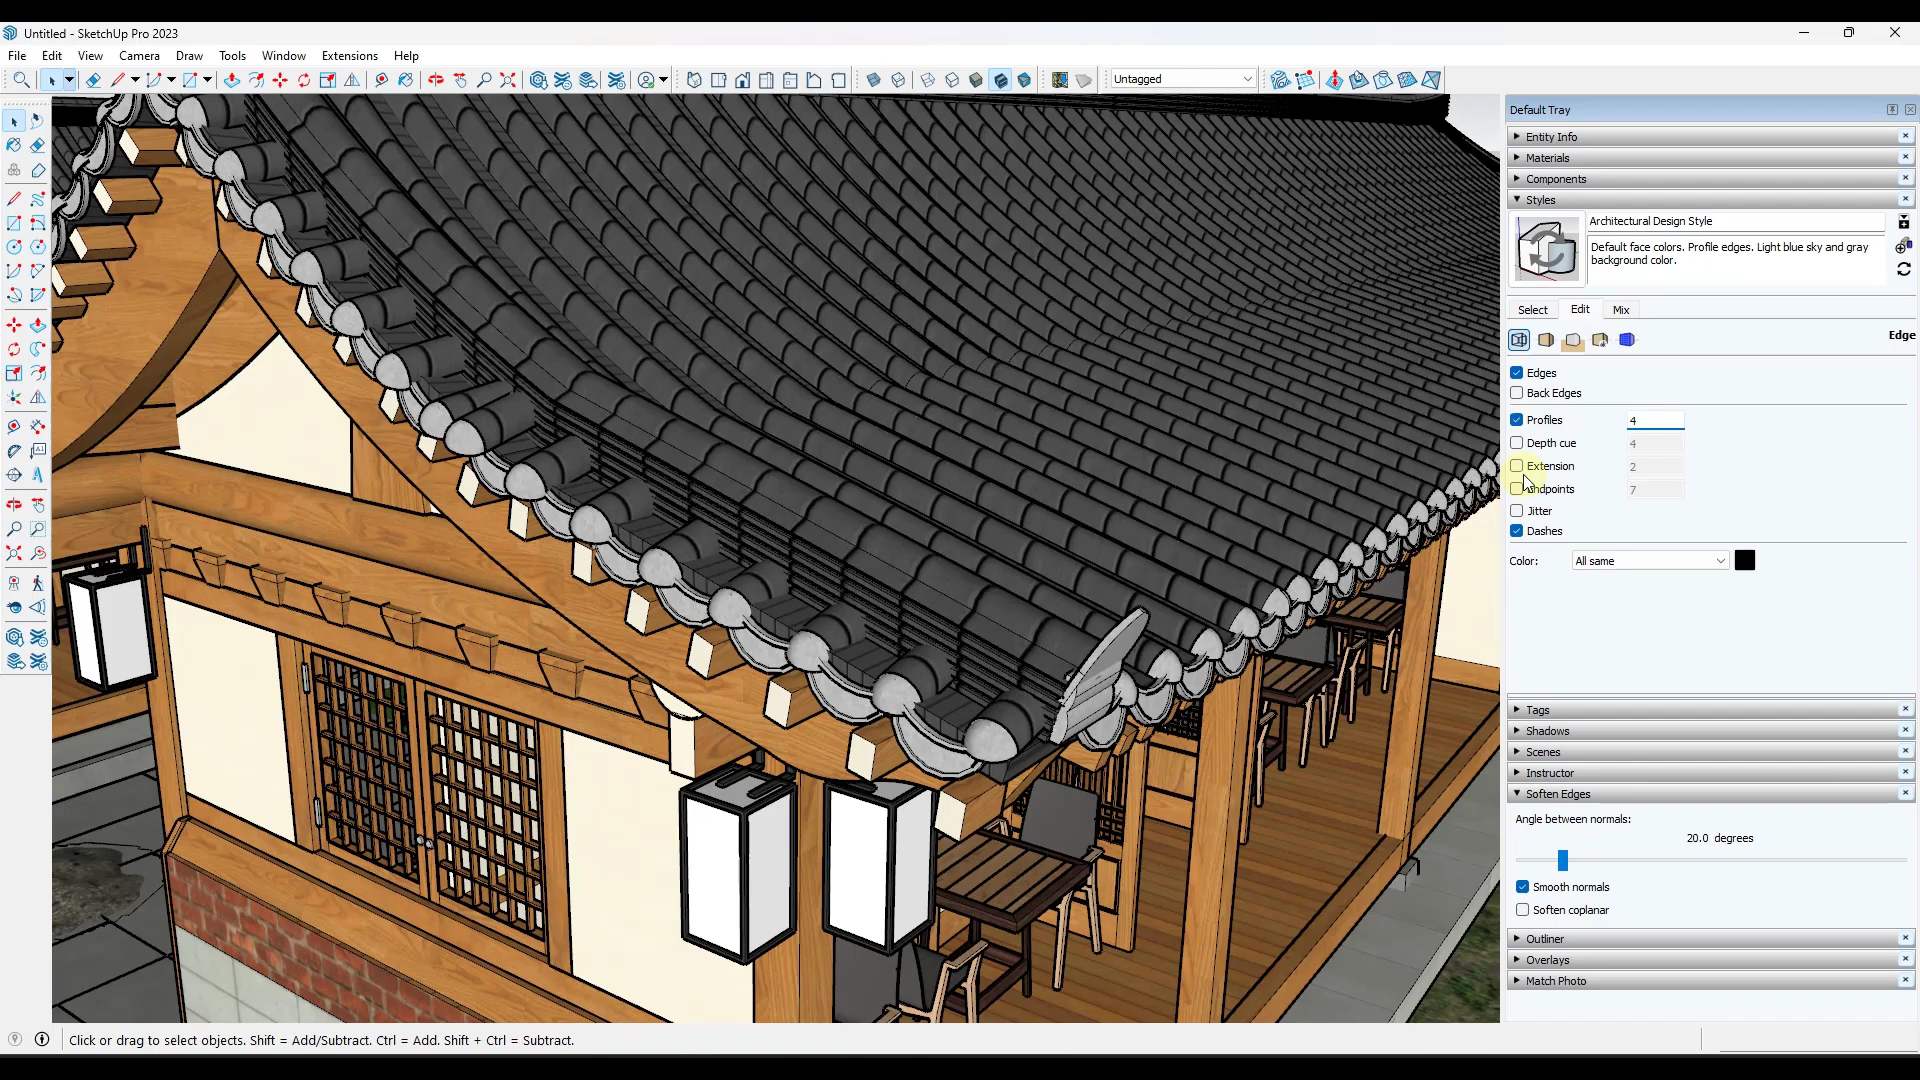 Untitled - SketchUp Pro 2023
File Edit View Camera Draw Tools Window Extensions Help
Untagged
Default Tray
Entity Info
Materials
Components
Styles
Architectural Design Style
Default face colors. Profile edges. Light blue sky and gray
background color.
Select Edit Mix
Edge
Edges
Back Edges
Profiles 4
Depth cue 4
Extension 2
Endpoints 7
Jitter
Dashes
Color: All same
Tags
Shadows
Scenes
Instructor
Soften Edges
Angle between normals:
20.0 degrees
Smooth normals
Soften coplanar
Outliner
Overlays
Match Photo
Click or drag to select objects. Shift = Add/Subtract. Ctrl = Add. Shift + Ctrl = Subtract.